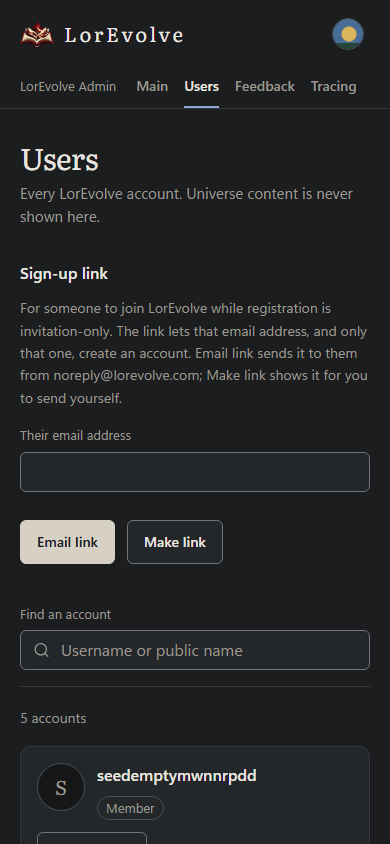 LorEvolve
LorEvolve Admin Main Users Feedback Tracing
Users
Every LorEvolve account. Universe content is never
shown here.
Sign-up link
For someone to join LorEvolve while registration is
invitation-only. The link lets that email address, and only
that one, create an account. Email link sends it to them
from noreply@lorevolve.com; Make link shows it for you
to send yourself.
Their email address
Email link Make link
Find an account
Username or public name
5 accounts
S
seedemptymwnnrpdd
Member